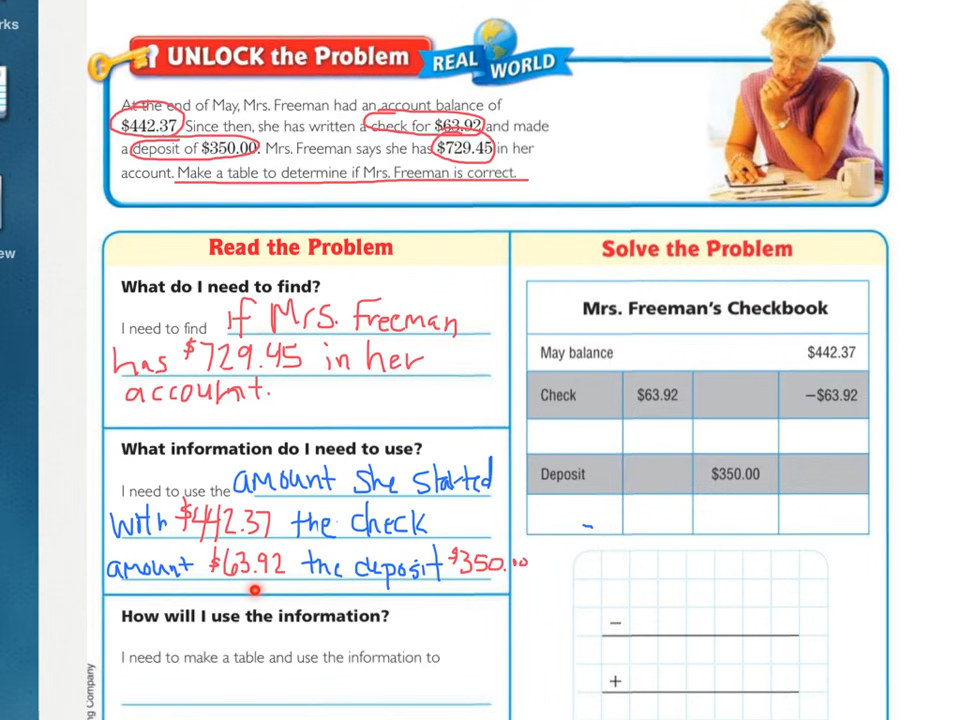 rks
UNLOCK the Problem
REAL WORLD
At the end of May, Mrs. Freeman had an account balance of
$442.37. Since then, she has written a check for $63.92 and made
a deposit of $350.00. Mrs. Freeman says she has $729.45 in her
account. Make a table to determine if Mrs. Freeman is correct.
ew
Read the Problem
What do I need to find?
I need to find if Mrs. Freeman
has $729.45 in her
account.
What information do I need to use?
I need to use the amount she started
with $442.37 the check
amount $63.92 the deposit $350.00
How will I use the information?
I need to make a table and use the information to
Solve the Problem
Mrs. Freeman's Checkbook
May balance $442.37
Check $63.92 −$63.92
Deposit $350.00
-
−
+
ng Company